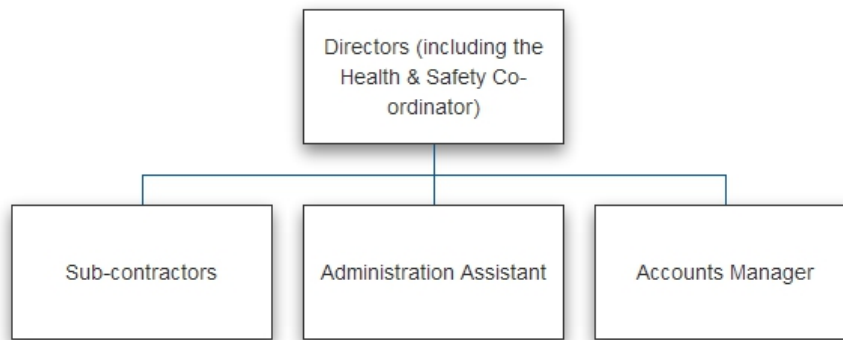 Directors (including the
Health & Safety Co-
ordinator)
Sub-contractors
Administration Assistant
Accounts Manager